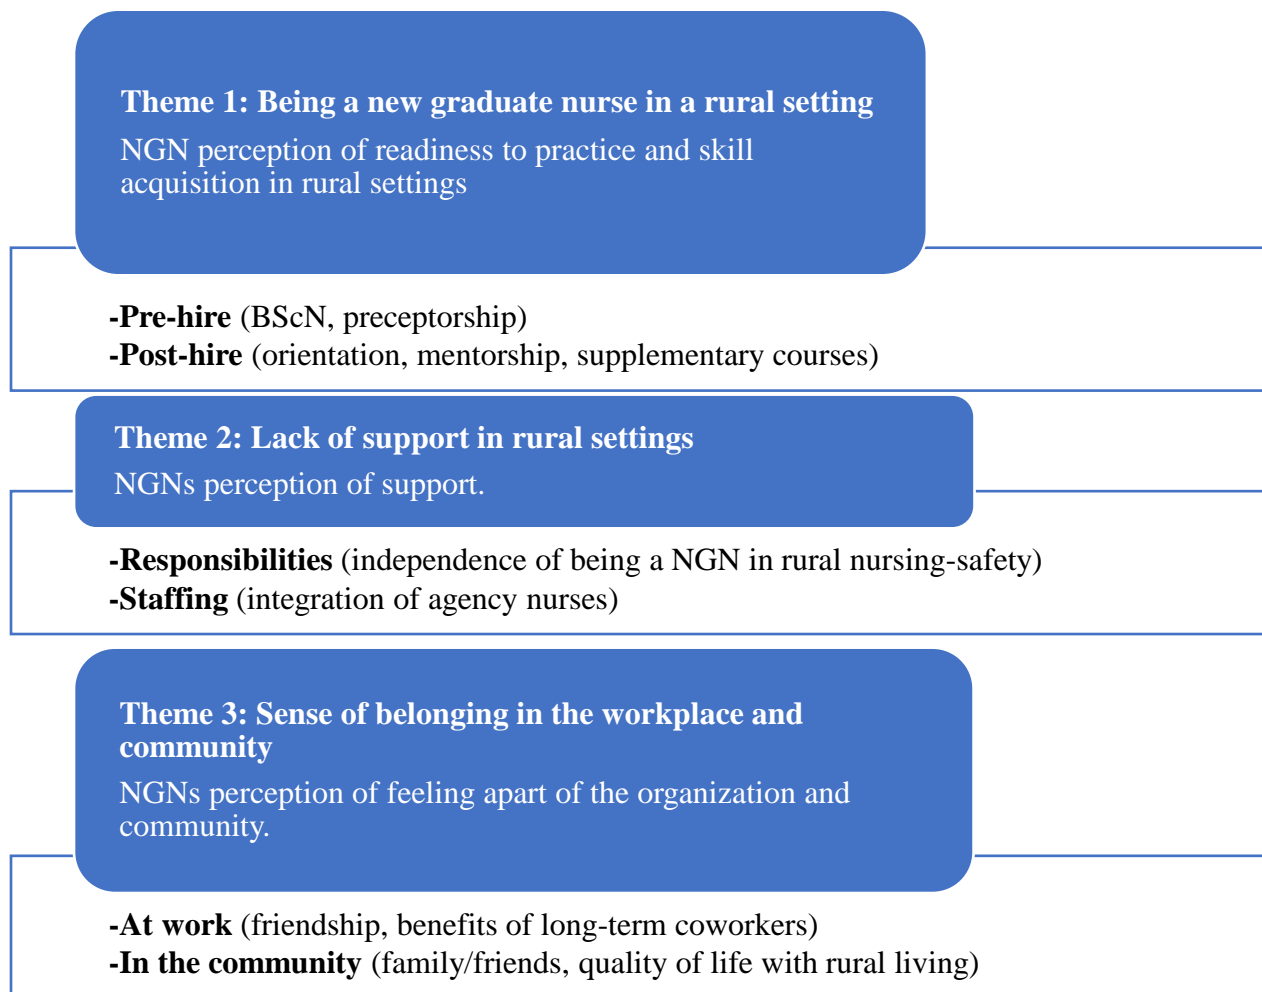 Theme 1: Being a new graduate nurse in a rural setting
NGN perception of readiness to practice and skill
acquisition in rural settings
-Pre-hire (BScN, preceptorship)
-Post-hire (orientation, mentorship, supplementary courses)
Theme 2: Lack of support in rural settings
NGNs perception of support.
-Responsibilities (independence of being a NGN in rural nursing-safety)
-Staffing (integration of agency nurses)
Theme 3: Sense of belonging in the workplace and
community
NGNs perception of feeling apart of the organization and
community.
-At work (friendship, benefits of long-term coworkers)
-In the community (family/friends, quality of life with rural living)